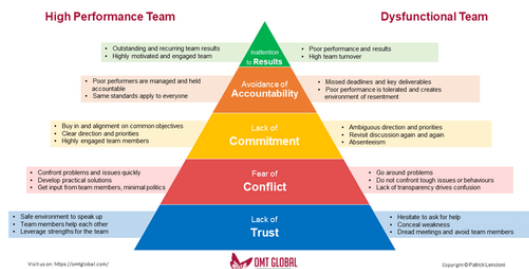 High Performance Team
Dysfunctional Team
Outstanding and recurring team results
Highly motivated and engaged team
Inattention
to Results
Poor performance and results
High team turnover
Poor performers are managed and held
accountable
Same standards apply to everyone
Avoidance of
Accountability
Missed deadlines and key deliverables
Poor performance is tolerated and creates
environment of resentment
Buy in and alignment on common objectives
Clear direction and priorities
Highly engaged team members
Lack of
Commitment
Ambiguous direction and priorities
Revisit discussion again and again
Absenteeism
Confront problems and issues quickly
Develop practical solutions
Get input from team members, minimal politics
Fear of
Conflict
Go around problems
Do not confront tough issues or behaviours
Lack of transparency drives confusion
Safe environment to speak up
Team members help each other
Leverage strengths for the team
Lack of
Trust
Hesitate to ask for help
Conceal weakness
Dread meetings and avoid team members
Visit us on: https://omtglobal.com/
OMT GLOBAL
Copyright © Patrick Lencioni